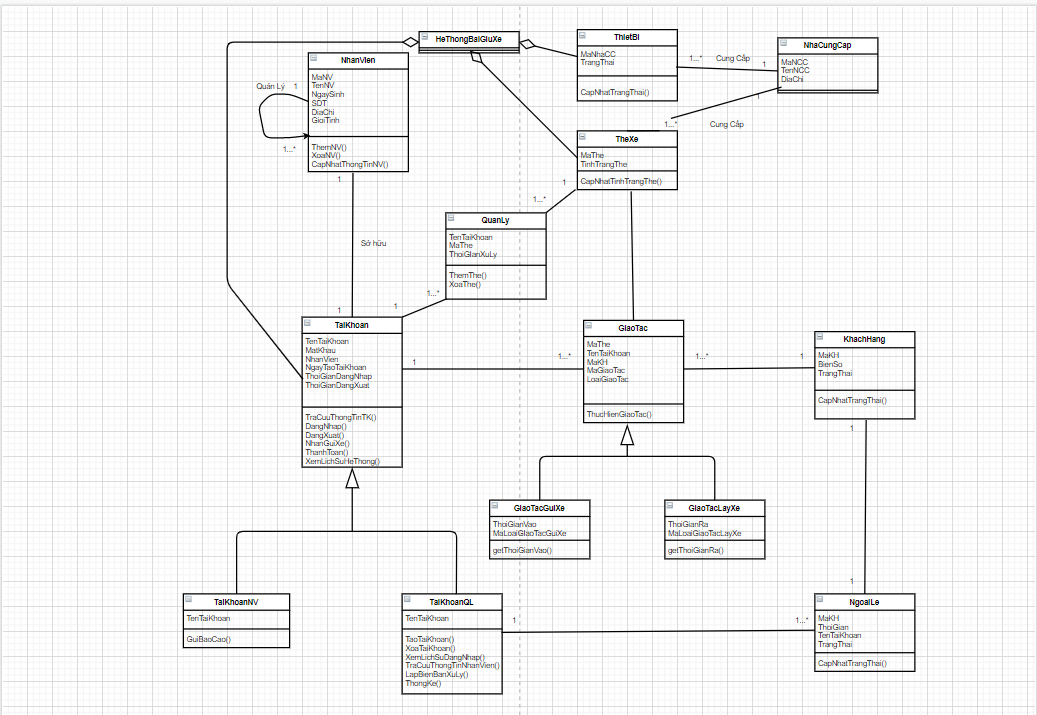 HeThongBaiGiuXe
ThietBi
MaNhaCC
TrangThai
CapNhatTrangThai()
1...*
Cung Cấp
1
NhaCungCap
MaNCC
TenNCC
DiaChi
1
1...*
Cung Cấp
NhanVien
MaNV
TenNV
NgaySinh
SDT
DiaChi
GioiTinh
ThemNV()
XoaNV()
CapNhatThongTinNV()
Quản Lý
1
1...*
TheXe
MaThe
TinhTrangThe
CapNhatTinhTrangThe()
1
1...*
1
Sở hữu
1
QuanLy
TenTaiKhoan
MaThe
ThoiGianXuLy
ThemThe()
XoaThe()
1...*
1
TaiKhoan
TenTaiKhoan
MatKhau
NhanVien
NgayTaoTaiKhoan
ThoiGianDangNhap
ThoiGianDangXuat
TraCuuThongTinTK()
DangNhap()
DangXuat()
NhanGuiXe()
ThanhToan()
XemLichSuHeThong()
1
1...*
GiaoTac
MaThe
TenTaiKhoan
MaKH
MaGiaoTac
LoaiGiaoTac
ThucHienGiaoTac()
1...*
1
KhachHang
MaKH
BienSo
TrangThai
CapNhatTrangThai()
1
1
GiaoTacGuiXe
ThoiGianVao
MaLoaiGiaoTacGuiXe
getThoiGianVao()
GiaoTacLayXe
ThoiGianRa
MaLoaiGiaoTacLayXe
getThoiGianRa()
TaiKhoanNV
TenTaiKhoan
GuiBaoCao()
TaiKhoanQL
TenTaiKhoan
TaoTaiKhoan()
XoaTaiKhoan()
XemLichSuDangNhap()
TraCuuThongTinNhanVien()
LapBienBanXuLy()
ThongKe()
1
1...*
NgoaiLe
MaKH
ThoiGian
TenTaiKhoan
TrangThai
CapNhatTrangThai()